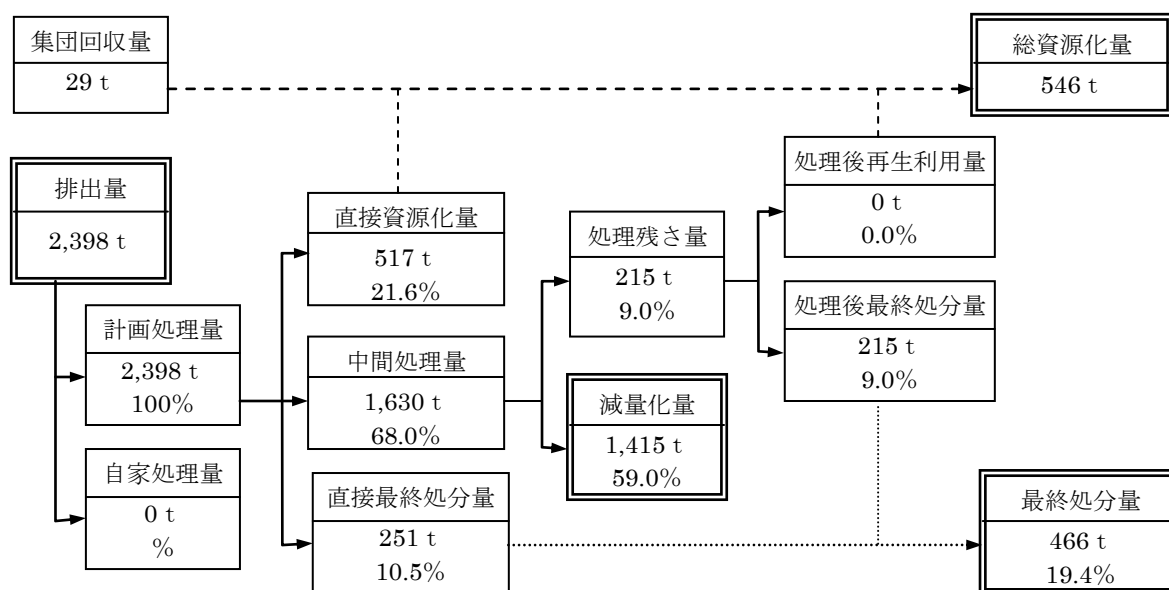 集団回収量
29 t
総資源化量
546 t
排出量
2,398 t
計画処理量
2,398 t
100%
自家処理量
0 t
%
直接資源化量
517 t
21.6%
中間処理量
1,630 t
68.0%
直接最終処分量
251 t
10.5%
処理残さ量
215 t
9.0%
減量化量
1,415 t
59.0%
処理後再生利用量
0 t
0.0%
処理後最終処分量
215 t
9.0%
最終処分量
466 t
19.4%